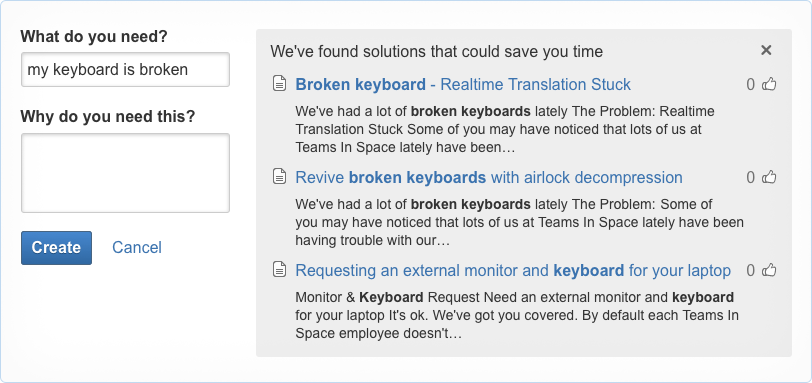 What do you need?
my keyboard is broken
Why do you need this?
Create Cancel
We've found solutions that could save you time
Broken keyboard - Realtime Translation Stuck 0
We've had a lot of broken keyboards lately The Problem: Realtime
Translation Stuck Some of you may have noticed that lots of us at
Teams In Space lately have been…
Revive broken keyboards with airlock decompression 0
We've had a lot of broken keyboards lately The Problem: Some of
you may have noticed that lots of us at Teams In Space lately have been
having trouble with our…
Requesting an external monitor and keyboard for your laptop 0
Monitor & Keyboard Request Need an external monitor and keyboard
for your laptop It's ok. We've got you covered. By default each Teams In
Space employee doesn't…